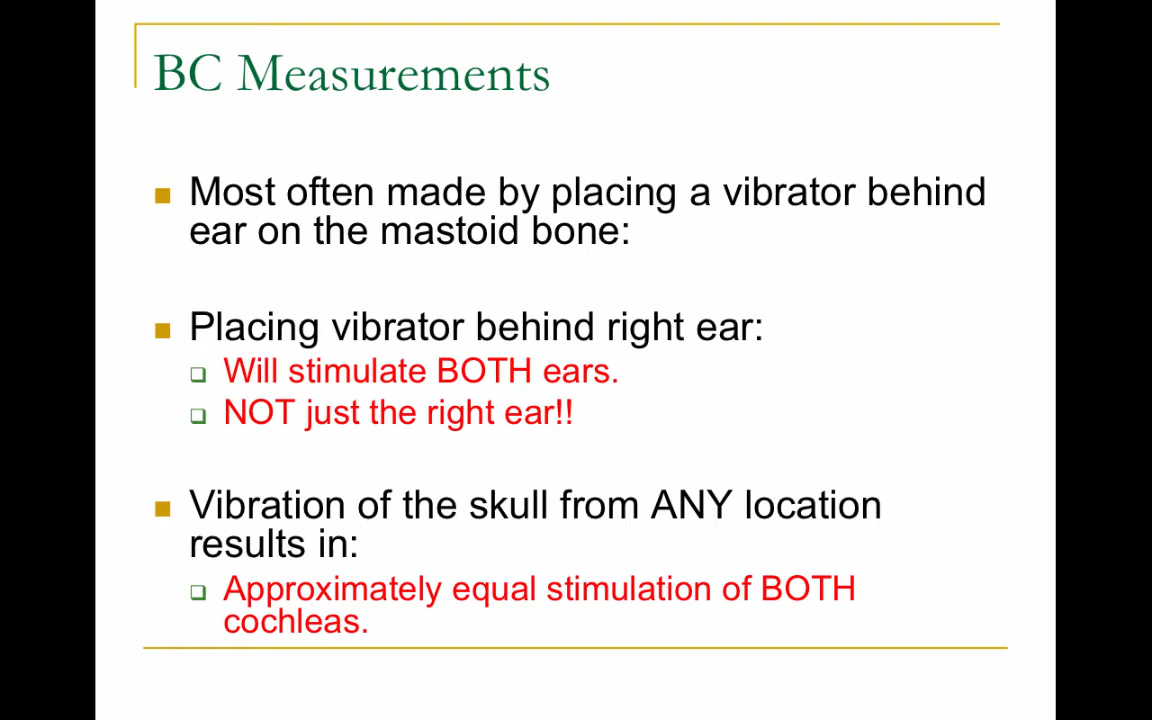 BC Measurements
Most often made by placing a vibrator behind
ear on the mastoid bone:
Placing vibrator behind right ear:
Will stimulate BOTH ears.
NOT just the right ear!!
Vibration of the skull from ANY location
results in:
Approximately equal stimulation of BOTH
cochleas.